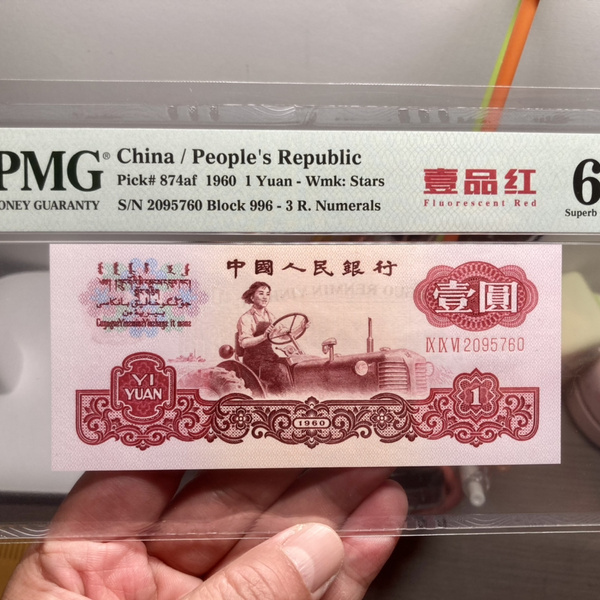 PMG®
MONEY GUARANTY
China / People's Republic
Pick# 874af 1960 1 Yuan - Wmk: Stars
S/N 2095760 Block 996 - 3 R. Numerals
壹品红
Fluorescent Red
6
Superb
中國人民銀行
壹圓
IX IX VI 2095760
YI
YUAN
1
1960